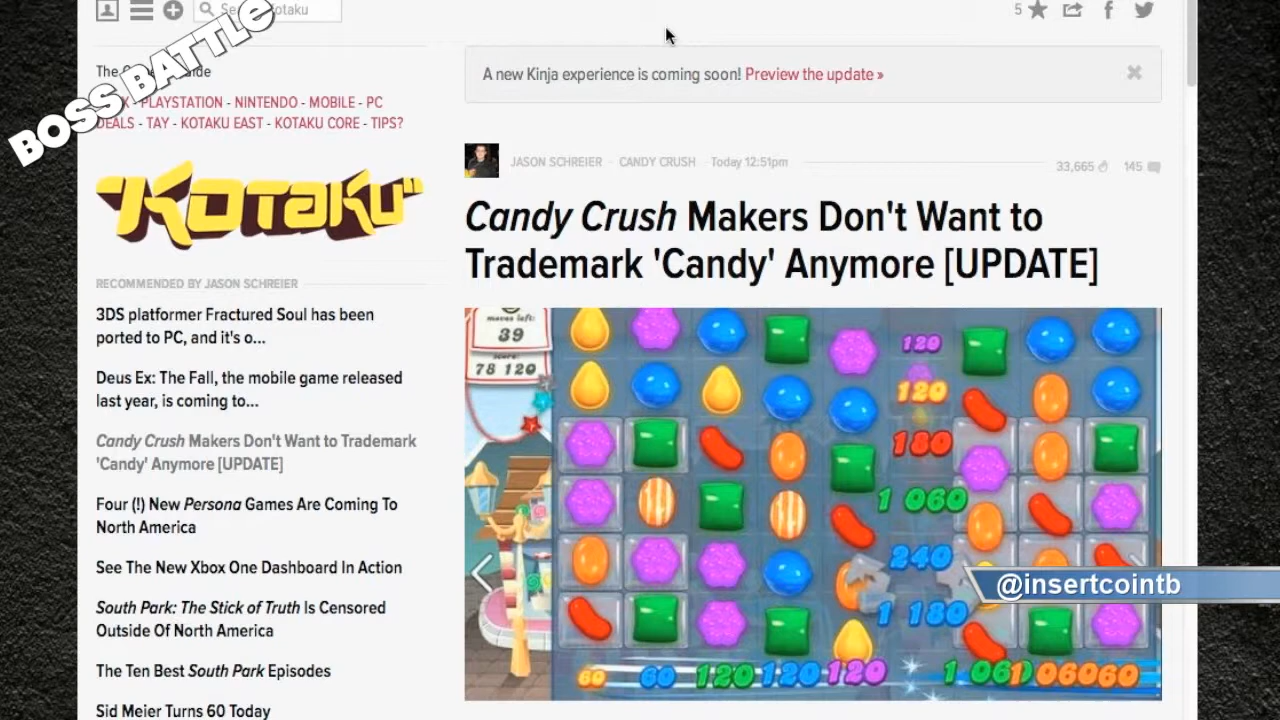 5
BOSS BATTLE
A new Kinja experience is coming soon! Preview the update »
PLAYSTATION - NINTENDO - MOBILE - PC
DEALS - TAY - KOTAKU EAST - KOTAKU CORE - TIPS?
"KOTAKU"
JASON SCHREIER CANDY CRUSH Today 12:51pm
33,665 145
Candy Crush Makers Don't Want to
Trademark 'Candy' Anymore [UPDATE]
RECOMMENDED BY JASON SCHREIER
3DS platformer Fractured Soul has been
ported to PC, and it's o...
Deus Ex: The Fall, the mobile game released
last year, is coming to...
Candy Crush Makers Don't Want to Trademark
'Candy' Anymore [UPDATE]
Four (!) New Persona Games Are Coming To
North America
See The New Xbox One Dashboard In Action
South Park: The Stick of Truth Is Censored
Outside Of North America
The Ten Best South Park Episodes
Sid Meier Turns 60 Today
moves left:
39
score:
78 120
120
120
180
1 060
240
1 180
60 60 120 120 120
@insertcointb